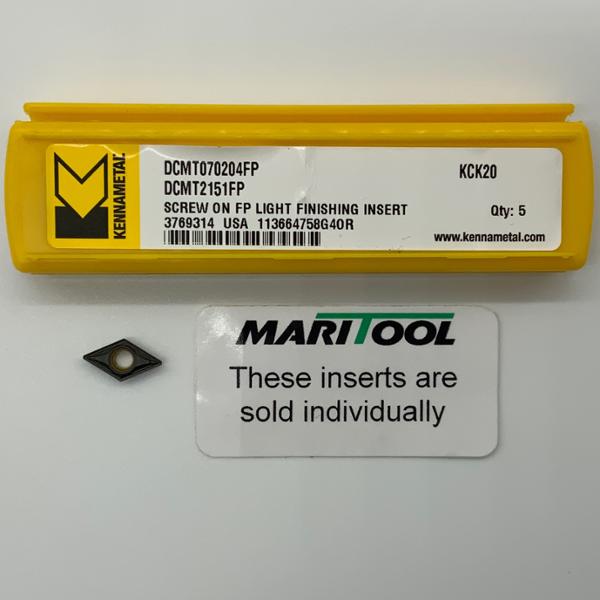 KENNAMETAL
DCMT070204FP
KCK20
DCMT2151FP
SCREW ON FP LIGHT FINISHING INSERT
Qty: 5
3769314 USA 113664758G40R
www.kennametal.com
MARITOOL
These inserts are
sold individually